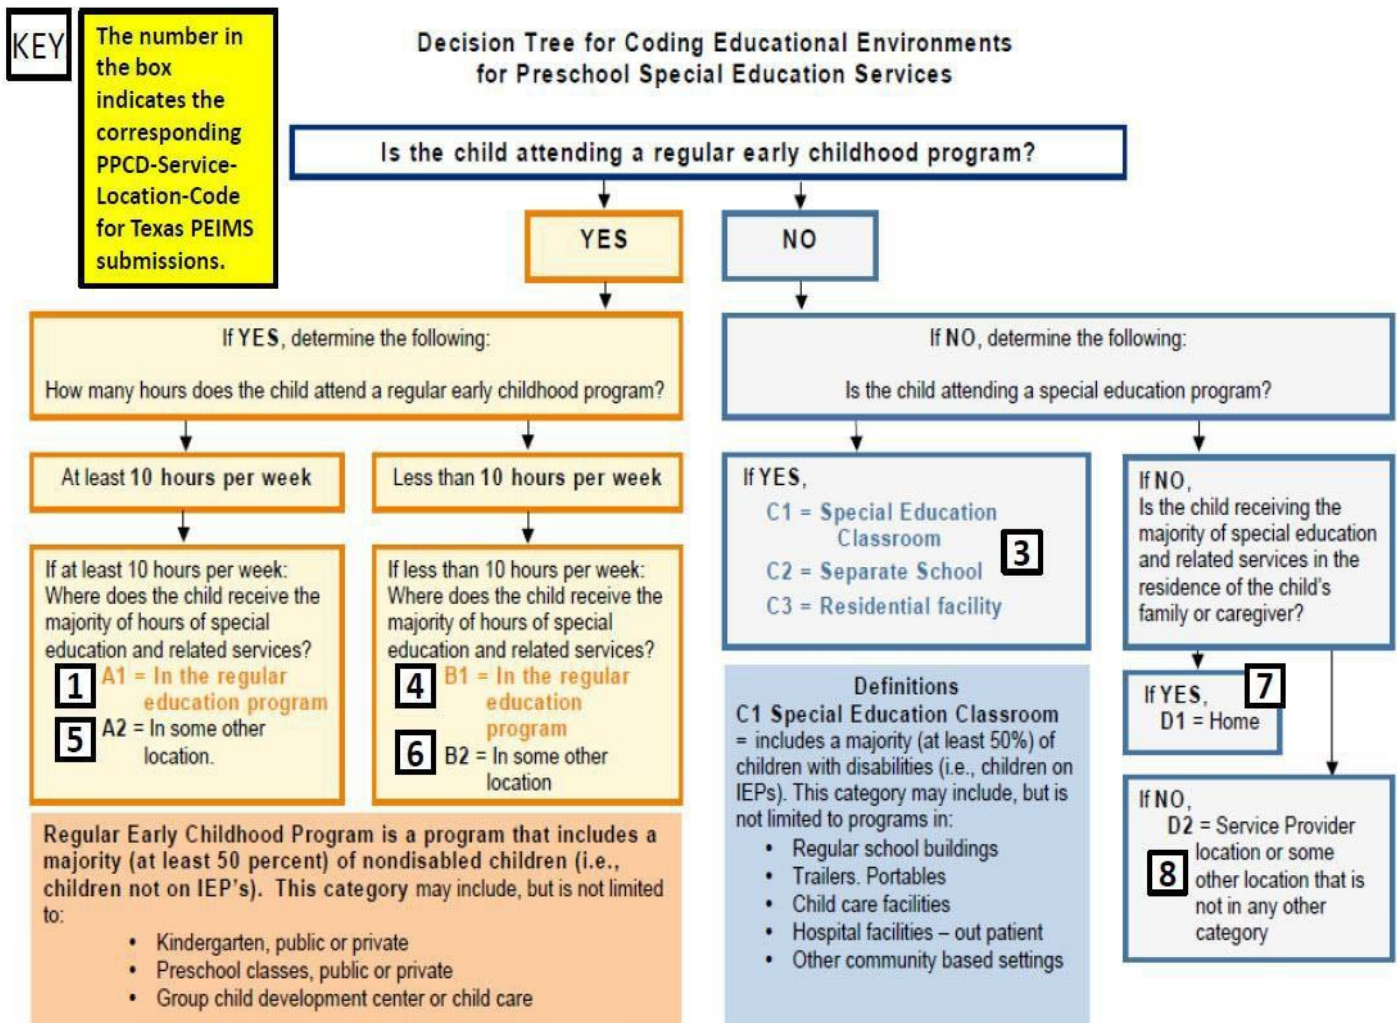 KEY
The number in
the box
indicates the
corresponding
PPCD-Service-
Location-Code
for Texas PEIMS
submissions.
Decision Tree for Coding Educational Environments
for Preschool Special Education Services
Is the child attending a regular early childhood program?
YES
NO
If YES, determine the following:
How many hours does the child attend a regular early childhood program?
If NO, determine the following:
Is the child attending a special education program?
At least 10 hours per week
Less than 10 hours per week
If at least 10 hours per week:
Where does the child receive the
majority of hours of special
education and related services?
1 A1 = In the regular
education program
5 A2 = In some other
location.
If less than 10 hours per week:
Where does the child receive the
majority of hours of special
education and related services?
4 B1 = In the regular
education
program
6 B2 = In some other
location
If YES,
C1 = Special Education
Classroom
3
C2 = Separate School
C3 = Residential facility
If NO,
Is the child receiving the
majority of special education
and related services in the
residence of the child's
family or caregiver?
If YES, 7
D1 = Home
If NO,
D2 = Service Provider
location or some
8 other location that is
not in any other
category
Regular Early Childhood Program is a program that includes a
majority (at least 50 percent) of nondisabled children (i.e.,
children not on IEP's). This category may include, but is not limited
to:
• Kindergarten, public or private
• Preschool classes, public or private
• Group child development center or child care
Definitions
C1 Special Education Classroom
= includes a majority (at least 50%) of
children with disabilities (i.e., children on
IEPs). This category may include, but is
not limited to programs in:
• Regular school buildings
• Trailers. Portables
• Child care facilities
• Hospital facilities – out patient
• Other community based settings